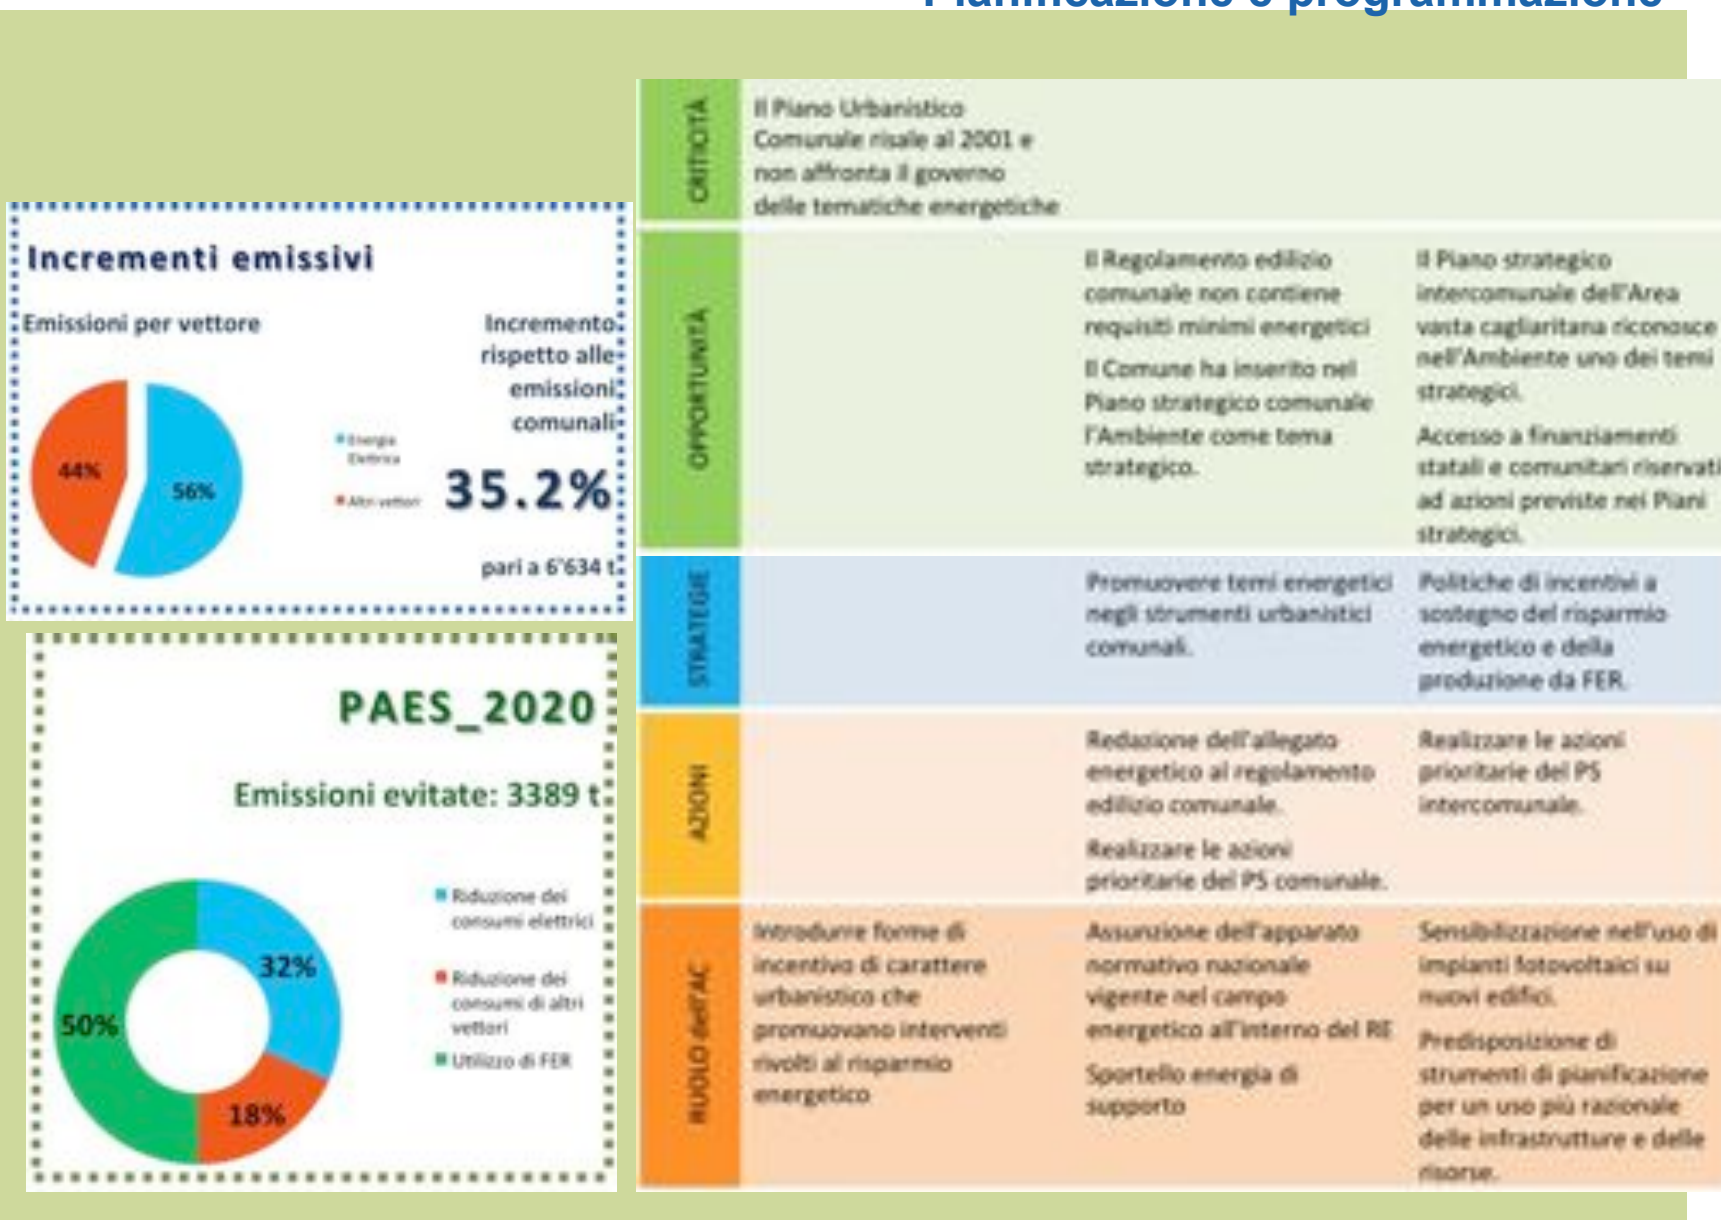 Pianificazione e programmazione
Incrementi emissivi
Emissioni per vettore
Incremento
rispetto alle
emissioni
comunali
44%
56%
Energia
Elettrica
Altri vettori
35.2%
pari a 6'634 t
PAES_2020
Emissioni evitate: 3389 t
50%
32%
18%
Riduzione dei
consumi elettrici
Riduzione dei
consumi di altri
vettori
Utilizzo di FER
CRITICITÀ
Il Piano Urbanistico
Comunale risale al 2001 e
non affronta il governo
delle tematiche energetiche
OPPORTUNITÀ
Il Regolamento edilizio
comunale non contiene
requisiti minimi energetici
Il Comune ha inserito nel
Piano strategico comunale
l'Ambiente come tema
strategico.
Il Piano strategico
intercomunale dell'Area
vasta cagliaritana riconosce
nell'Ambiente uno dei temi
strategici.
Accesso a finanziamenti
statali e comunitari riservati
ad azioni previste nei Piani
strategici.
STRATEGIE
Promuovere temi energetici
negli strumenti urbanistici
comunali.
Politiche di incentivi a
sostegno del risparmio
energetico e della
produzione da FER.
AZIONI
Redazione dell'allegato
energetico al regolamento
edilizio comunale.
Realizzare le azioni
prioritarie del PS comunale.
Realizzare le azioni
prioritarie del PS
intercomunale.
RUOLO dell'AC
Introdurre forme di
incentivo di carattere
urbanistico che
promuovano interventi
rivolti al risparmio
energetico
Assunzione dell'apparato
normativo nazionale
vigente nel campo
energetico all'interno del RE
Sportello energia di
supporto
Sensibilizzazione nell'uso di
impianti fotovoltaici su
nuovi edifici.
Predisposizione di
strumenti di pianificazione
per un uso più razionale
delle infrastrutture e delle
risorse.